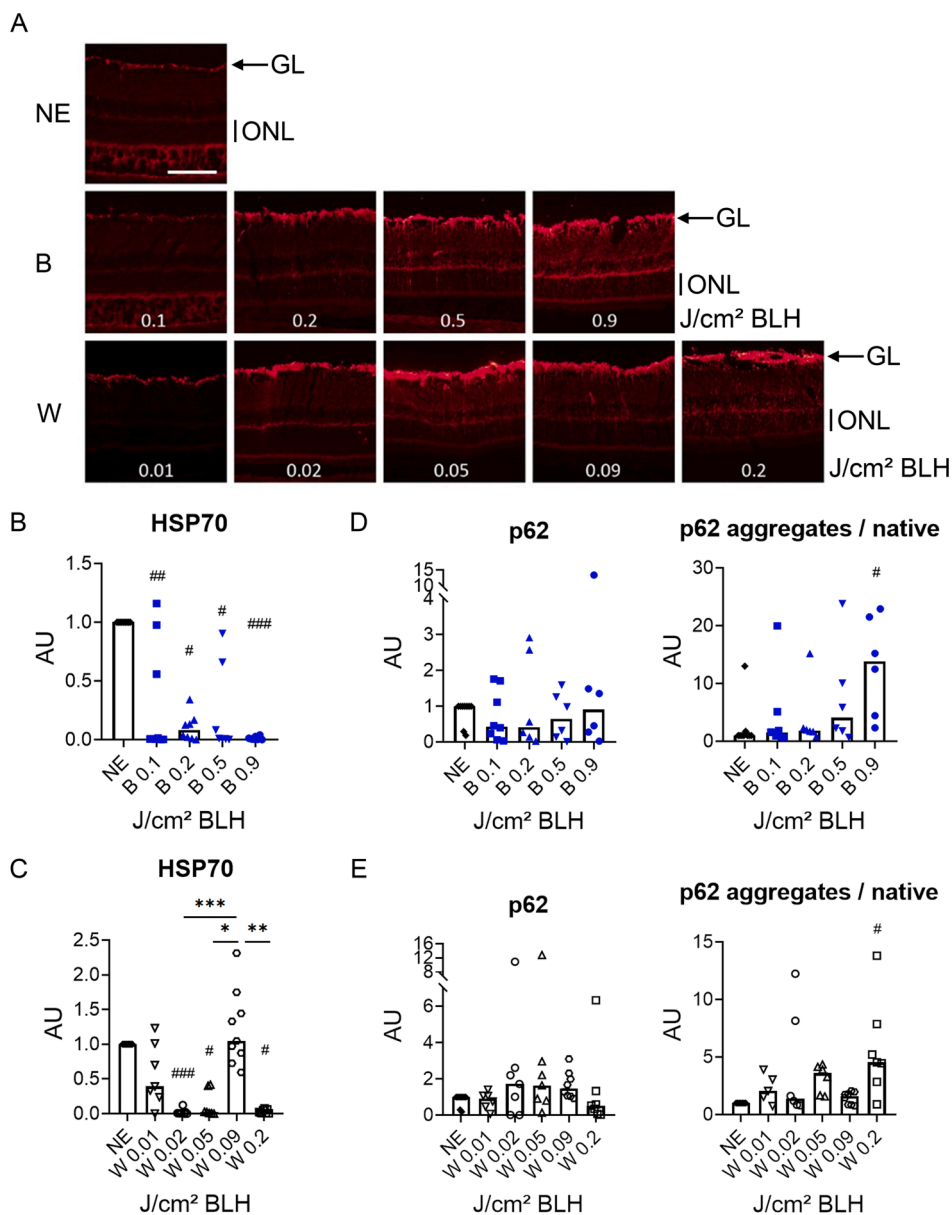 A
GL
NE
ONL
B
GL
ONL
0.1
0.2
0.5
0.9
J/cm² BLH
W
GL
ONL
0.01
0.02
0.05
0.09
0.2
J/cm² BLH
B
HSP70
1.5
1.0
0.5
0.0
AU
##
#
#
###
NE
B 0.1
B 0.2
B 0.5
B 0.9
J/cm² BLH
D
p62
15
10
4
3
2
1
0
AU
NE
B 0.1
B 0.2
B 0.5
B 0.9
J/cm² BLH
p62 aggregates / native
30
20
10
0
AU
#
NE
B 0.1
B 0.2
B 0.5
B 0.9
J/cm² BLH
C
HSP70
***
*
**
2.5
2.0
1.5
1.0
0.5
0.0
AU
###
#
#
NE
W 0.01
W 0.02
W 0.05
W 0.09
W 0.2
J/cm² BLH
E
p62
16
12
8
6
4
2
0
AU
NE
W 0.01
W 0.02
W 0.05
W 0.09
W 0.2
J/cm² BLH
p62 aggregates / native
15
10
5
0
AU
#
NE
W 0.01
W 0.02
W 0.05
W 0.09
W 0.2
J/cm² BLH